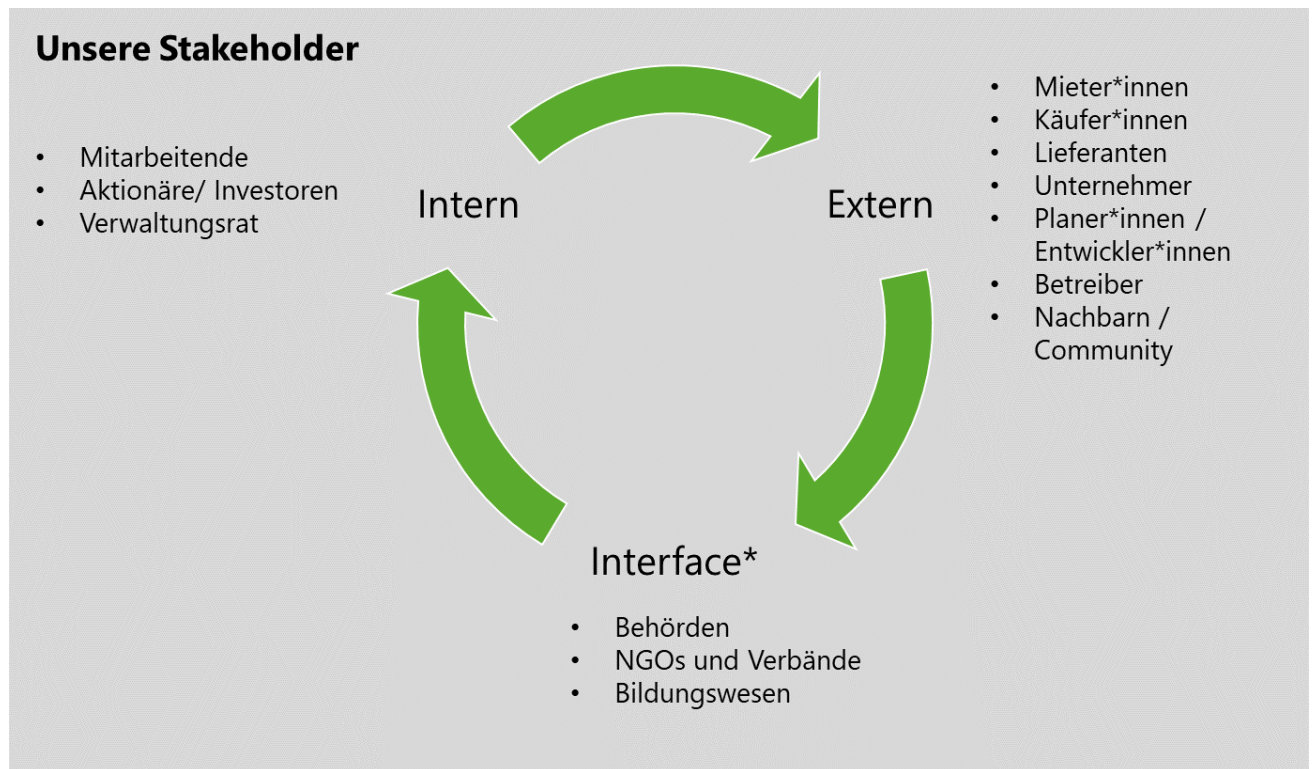 Unsere Stakeholder
• Mitarbeitende
• Aktionäre/ Investoren
• Verwaltungsrat
Intern
Extern
• Mieter*innen
• Käufer*innen
• Lieferanten
• Unternehmer
• Planer*innen /
Entwickler*innen
• Betreiber
• Nachbarn /
Community
Interface*
• Behörden
• NGOs und Verbände
• Bildungswesen